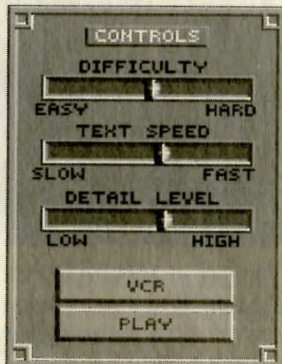 CONTROLS
DIFFICULTY
EASY HARD
TEXT SPEED
SLOW FAST
DETAIL LEVEL
LOW HIGH
VCR
PLAY